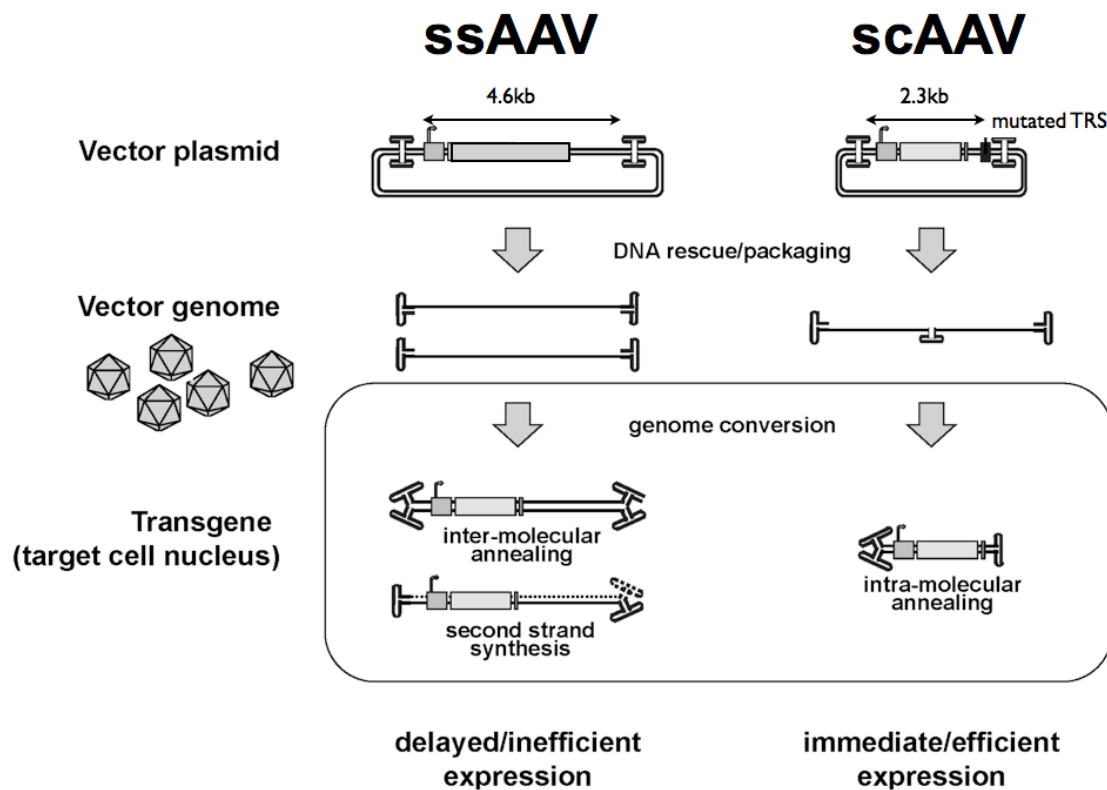 ssAAV
scAAV
4.6kb
2.3kb
mutated TRS
Vector plasmid
DNA rescue/packaging
Vector genome
genome conversion
Transgene
(target cell nucleus)
inter-molecular
annealing
second strand
synthesis
intra-molecular
annealing
delayed/inefficient
expression
immediate/efficient
expression